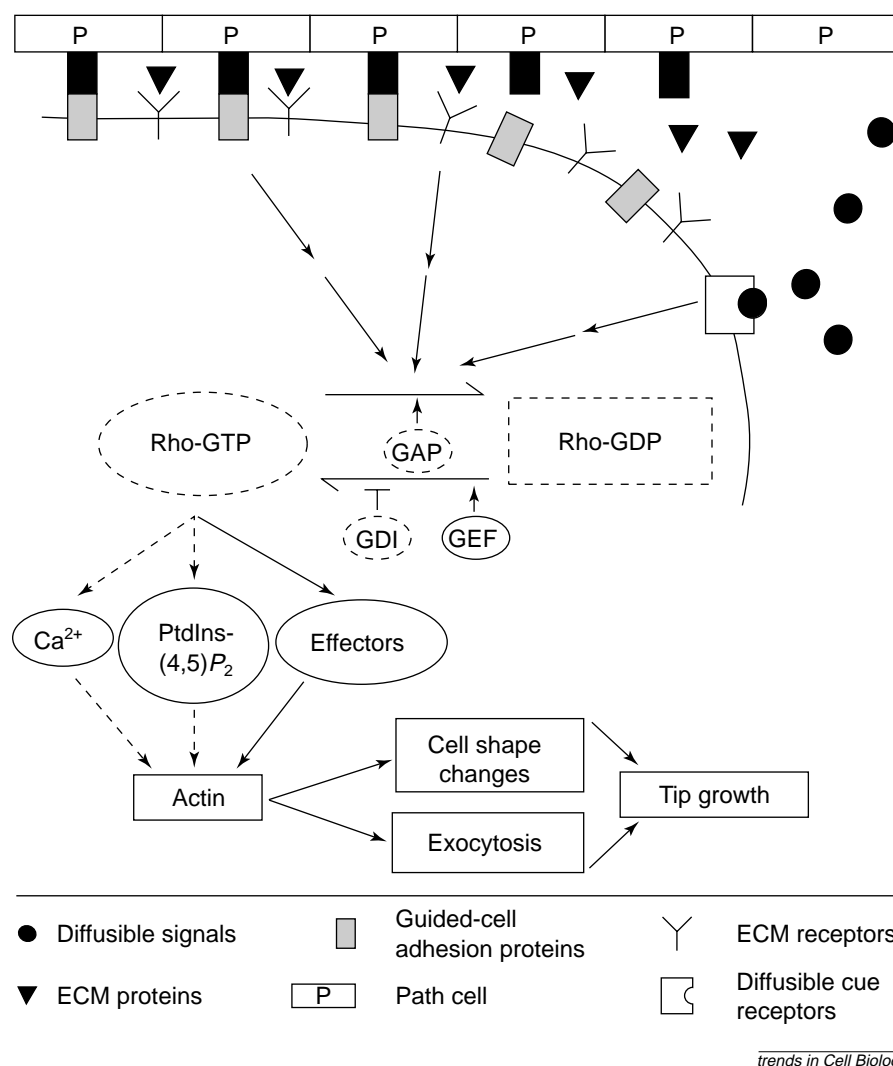 P P P P P P
Rho-GTP
GAP
Rho-GDP
GDI
GEF
Ca²⁺
PtdIns-
(4,5)P₂
Effectors
Actin
Cell shape
changes
Exocytosis
Tip growth
Diffusible signals
Guided-cell
adhesion proteins
ECM receptors
ECM proteins
P
Path cell
Diffusible cue
receptors
trends in Cell Biolo